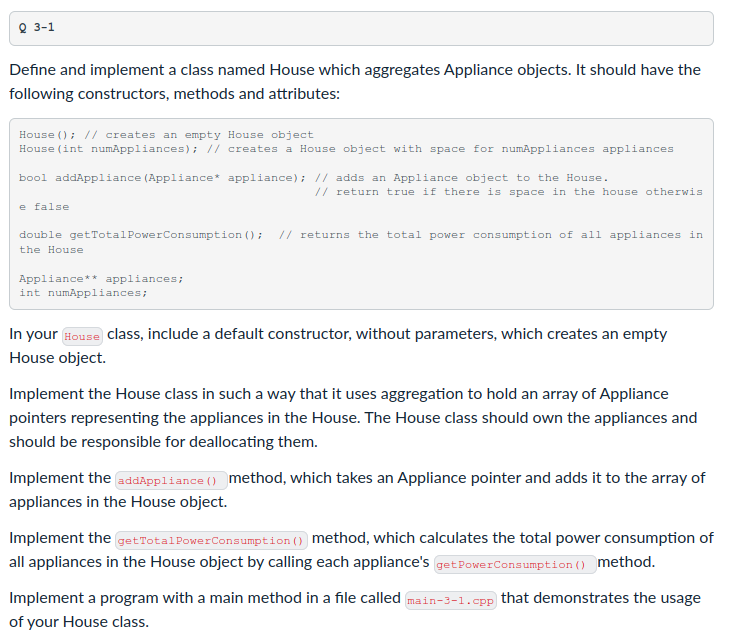 Q 3-1
Define and implement a class named House which aggregates Appliance objects. It should have the
following constructors, methods and attributes:
House(); // creates an empty House object
House(int numAppliances); // creates a House object with space for numAppliances appliances
bool addAppliance(Appliance* appliance); // adds an Appliance object to the House.
// return true if there is space in the house otherwis
e false
double getTotalPowerConsumption();  // returns the total power consumption of all appliances in
the House
Appliance** appliances;
int numAppliances;
In your House class, include a default constructor, without parameters, which creates an empty
House object.
Implement the House class in such a way that it uses aggregation to hold an array of Appliance
pointers representing the appliances in the House. The House class should own the appliances and
should be responsible for deallocating them.
Implement the addAppliance() method, which takes an Appliance pointer and adds it to the array of
appliances in the House object.
Implement the getTotalPowerConsumption() method, which calculates the total power consumption of
all appliances in the House object by calling each appliance's getPowerConsumption() method.
Implement a program with a main method in a file called main-3-1.cpp that demonstrates the usage
of your House class.